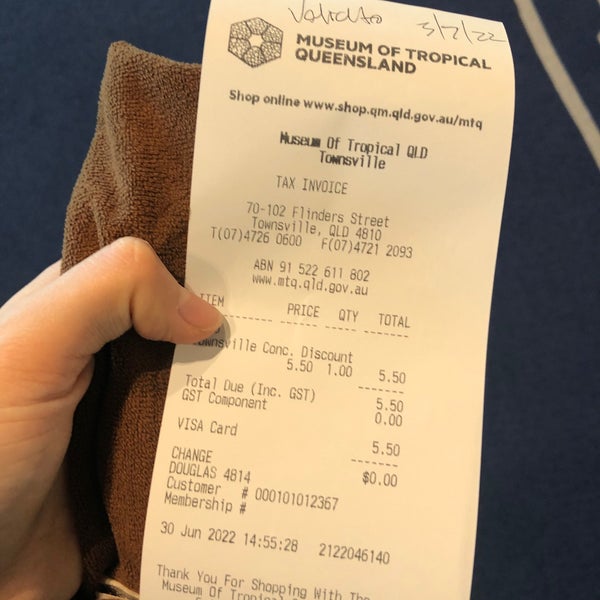 Valid to 3/7/22
MUSEUM OF TROPICAL
QUEENSLAND
Shop online www.shop.qm.qld.gov.au/mtq
Museum Of Tropical QLD
Townsville
TAX INVOICE
70-102 Flinders Street
Townsville, QLD 4810
T(07)4726 0600 F(07)4721 2093
ABN 91 522 611 802
www.mtq.qld.gov.au
ITEM PRICE QTY TOTAL
Townsville Conc. Discount
5.50 1.00 5.50
Total Due (Inc. GST) 5.50
GST Component 0.00
VISA Card 5.50
CHANGE $0.00
DOUGLAS 4814
Customer # 000101012367
Membership #
30 Jun 2022 14:55:28 2122046140
Thank You For Shopping With The
Museum Of Tropical